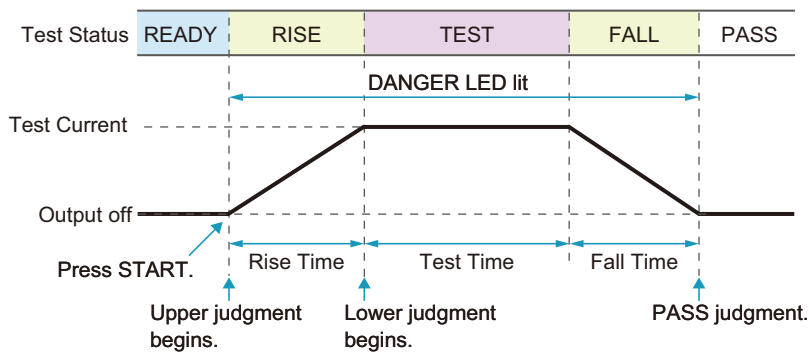 Test Status READY RISE TEST FALL PASS
DANGER LED lit
Test Current
Output off
Press START.
Rise Time Test Time Fall Time
Upper judgment
begins.
Lower judgment
begins.
PASS judgment.